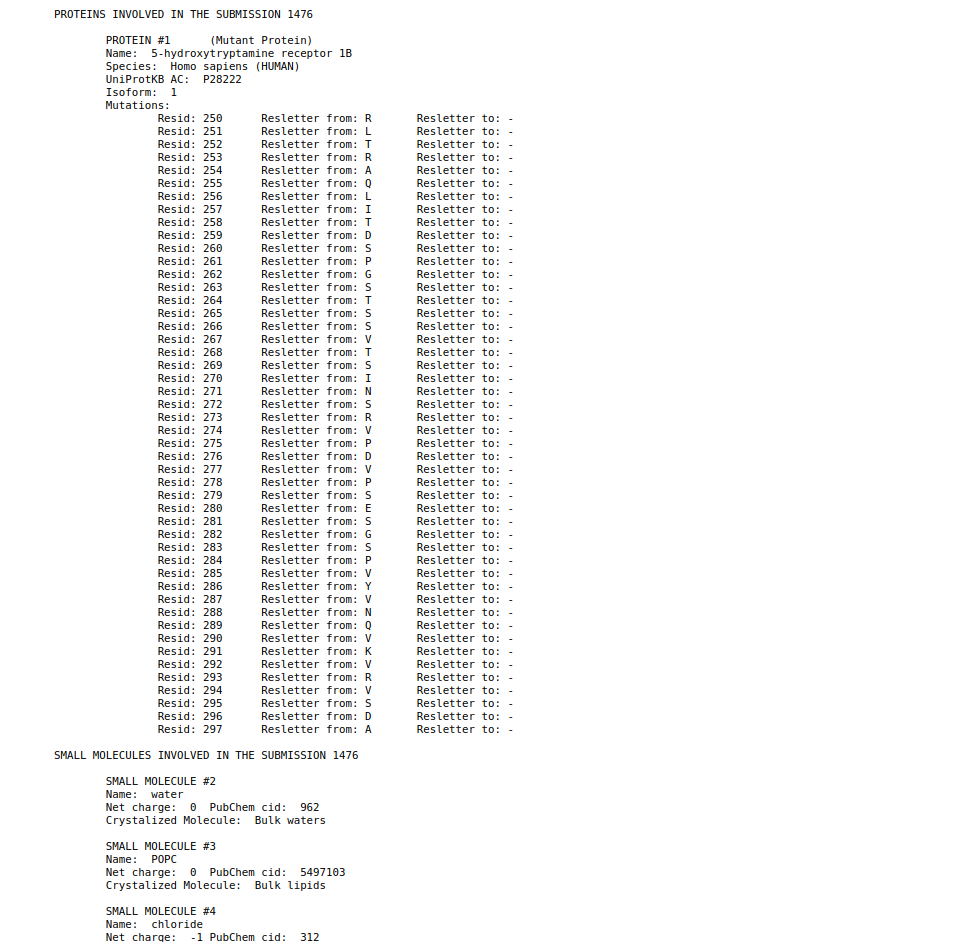 PROTEINS INVOLVED IN THE SUBMISSION 1476
PROTEIN #1      (Mutant Protein)
Name:  5-hydroxytryptamine receptor 1B
Species:  Homo sapiens (HUMAN)
UniProtKB AC:  P28222
Isoform:  1
Mutations:
Resid: 250      Resletter from: R       Resletter to: -
Resid: 251      Resletter from: L       Resletter to: -
Resid: 252      Resletter from: T       Resletter to: -
Resid: 253      Resletter from: R       Resletter to: -
Resid: 254      Resletter from: A       Resletter to: -
Resid: 255      Resletter from: Q       Resletter to: -
Resid: 256      Resletter from: L       Resletter to: -
Resid: 257      Resletter from: I       Resletter to: -
Resid: 258      Resletter from: T       Resletter to: -
Resid: 259      Resletter from: D       Resletter to: -
Resid: 260      Resletter from: S       Resletter to: -
Resid: 261      Resletter from: P       Resletter to: -
Resid: 262      Resletter from: G       Resletter to: -
Resid: 263      Resletter from: S       Resletter to: -
Resid: 264      Resletter from: T       Resletter to: -
Resid: 265      Resletter from: S       Resletter to: -
Resid: 266      Resletter from: S       Resletter to: -
Resid: 267      Resletter from: V       Resletter to: -
Resid: 268      Resletter from: T       Resletter to: -
Resid: 269      Resletter from: S       Resletter to: -
Resid: 270      Resletter from: I       Resletter to: -
Resid: 271      Resletter from: N       Resletter to: -
Resid: 272      Resletter from: S       Resletter to: -
Resid: 273      Resletter from: R       Resletter to: -
Resid: 274      Resletter from: V       Resletter to: -
Resid: 275      Resletter from: P       Resletter to: -
Resid: 276      Resletter from: D       Resletter to: -
Resid: 277      Resletter from: V       Resletter to: -
Resid: 278      Resletter from: P       Resletter to: -
Resid: 279      Resletter from: S       Resletter to: -
Resid: 280      Resletter from: E       Resletter to: -
Resid: 281      Resletter from: S       Resletter to: -
Resid: 282      Resletter from: G       Resletter to: -
Resid: 283      Resletter from: S       Resletter to: -
Resid: 284      Resletter from: P       Resletter to: -
Resid: 285      Resletter from: V       Resletter to: -
Resid: 286      Resletter from: Y       Resletter to: -
Resid: 287      Resletter from: V       Resletter to: -
Resid: 288      Resletter from: N       Resletter to: -
Resid: 289      Resletter from: Q       Resletter to: -
Resid: 290      Resletter from: V       Resletter to: -
Resid: 291      Resletter from: K       Resletter to: -
Resid: 292      Resletter from: V       Resletter to: -
Resid: 293      Resletter from: R       Resletter to: -
Resid: 294      Resletter from: V       Resletter to: -
Resid: 295      Resletter from: S       Resletter to: -
Resid: 296      Resletter from: D       Resletter to: -
Resid: 297      Resletter from: A       Resletter to: -
SMALL MOLECULES INVOLVED IN THE SUBMISSION 1476
SMALL MOLECULE #2
Name:  water
Net charge:  0  PubChem cid:  962
Crystalized Molecule:  Bulk waters
SMALL MOLECULE #3
Name:  POPC
Net charge:  0  PubChem cid:  5497103
Crystalized Molecule:  Bulk lipids
SMALL MOLECULE #4
Name:  chloride
Net charge:  -1 PubChem cid:  312